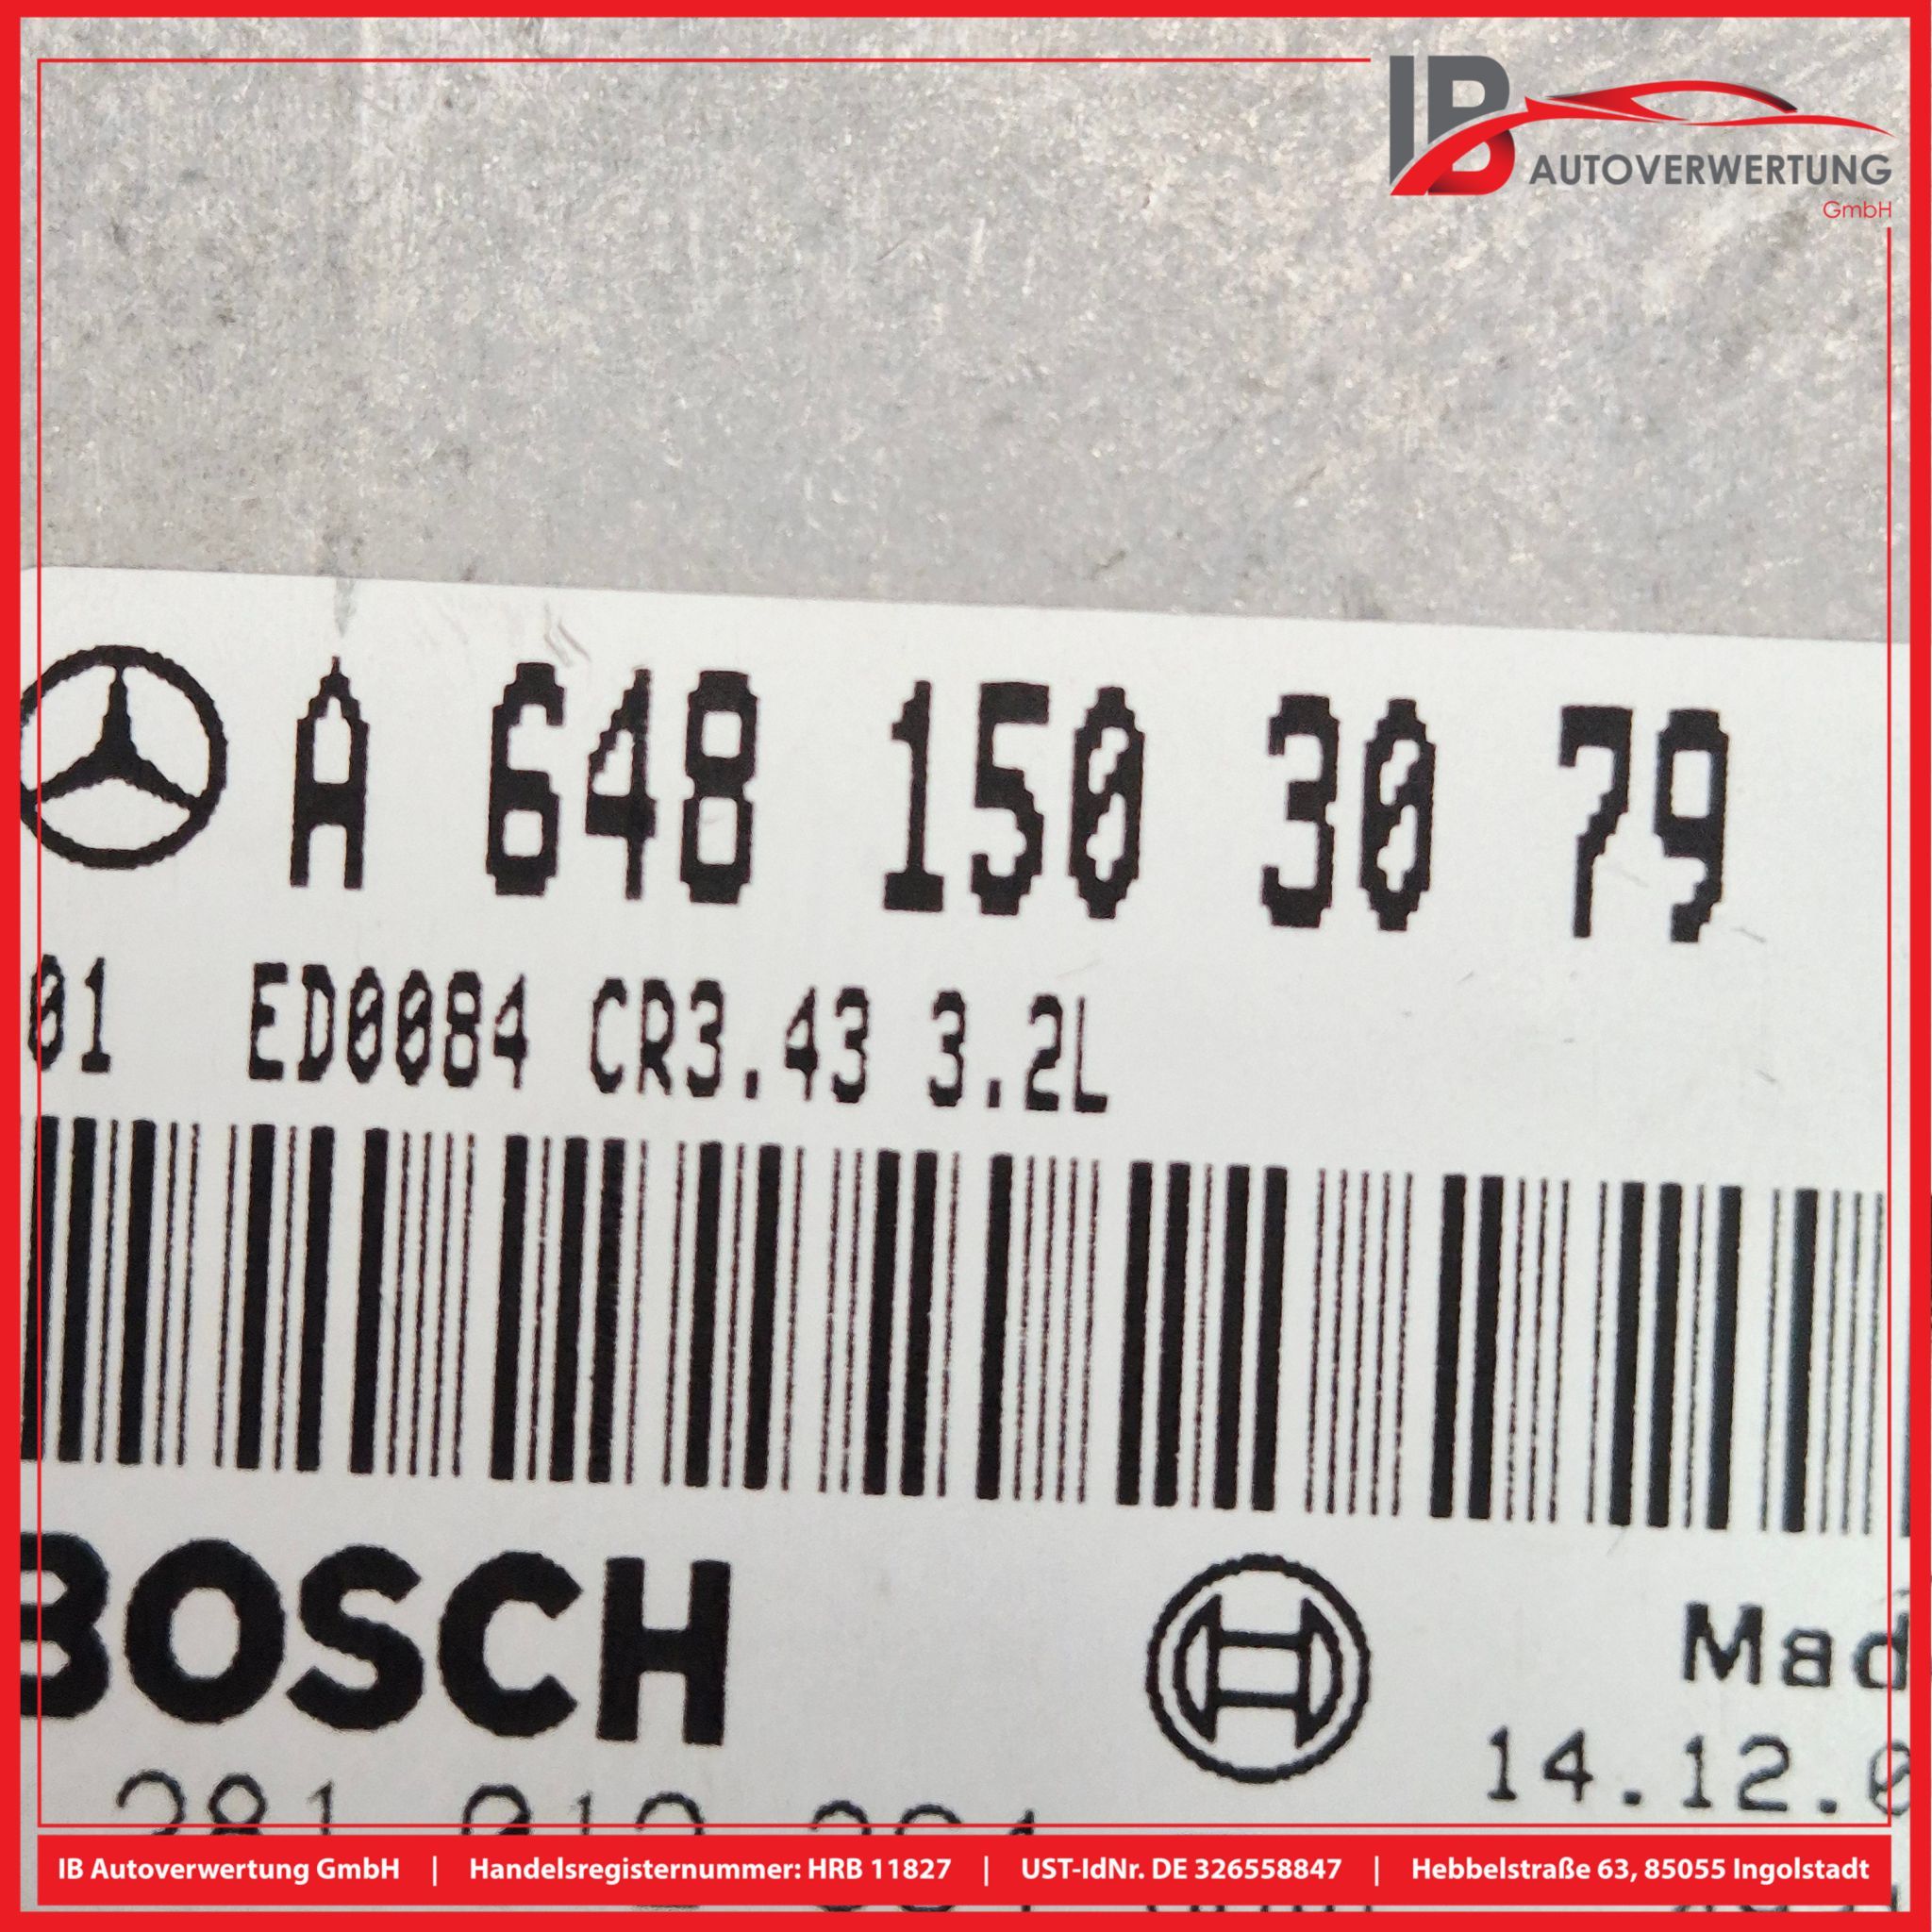 IB
AUTOVERWERTUNG
GmbH
A 648 150 30 79
01 ED0084 CR3.43 3.2L
BOSCH
14.12.0
IB Autoverwertung GmbH | Handelsregisternummer: HRB 11827 | UST-IdNr. DE 326558847 | Hebbelstraße 63, 85055 Ingolstadt